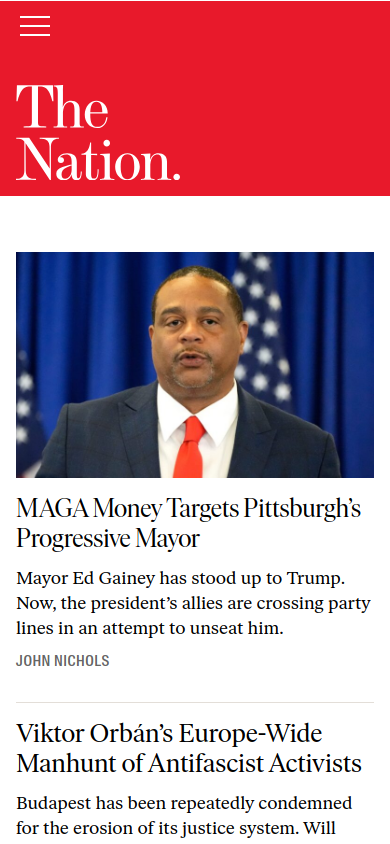 The
Nation.
MAGA Money Targets Pittsburgh’s
Progressive Mayor
Mayor Ed Gainey has stood up to Trump.
Now, the president’s allies are crossing party
lines in an attempt to unseat him.
JOHN NICHOLS
Viktor Orbán’s Europe-Wide
Manhunt of Antifascist Activists
Budapest has been repeatedly condemned
for the erosion of its justice system. Will